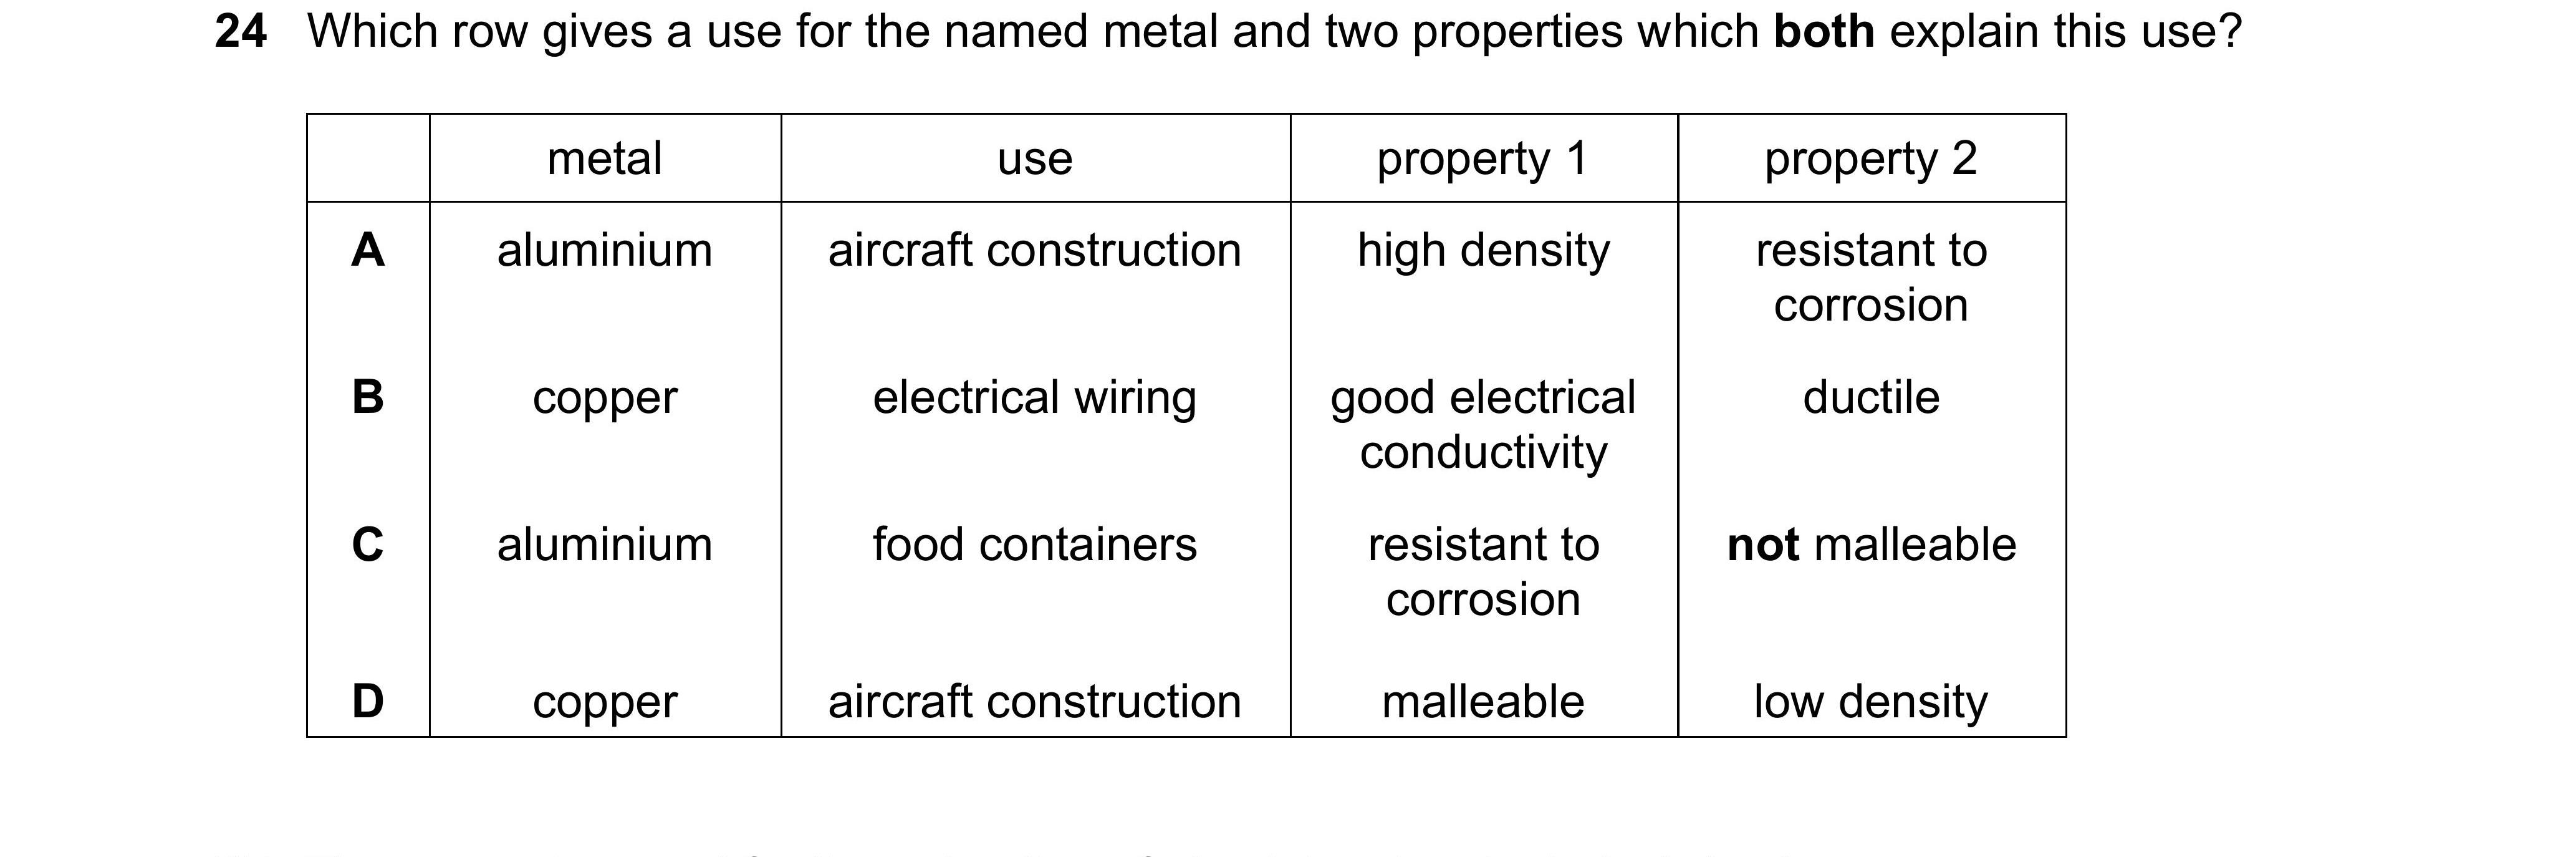 24 Which row gives a use for the named metal and two properties which both explain this use?
metal use property 1 property 2
A aluminium aircraft construction high density resistant to
corrosion
B copper electrical wiring good electrical ductile
conductivity
C aluminium food containers resistant to not malleable
corrosion
D copper aircraft construction malleable low density